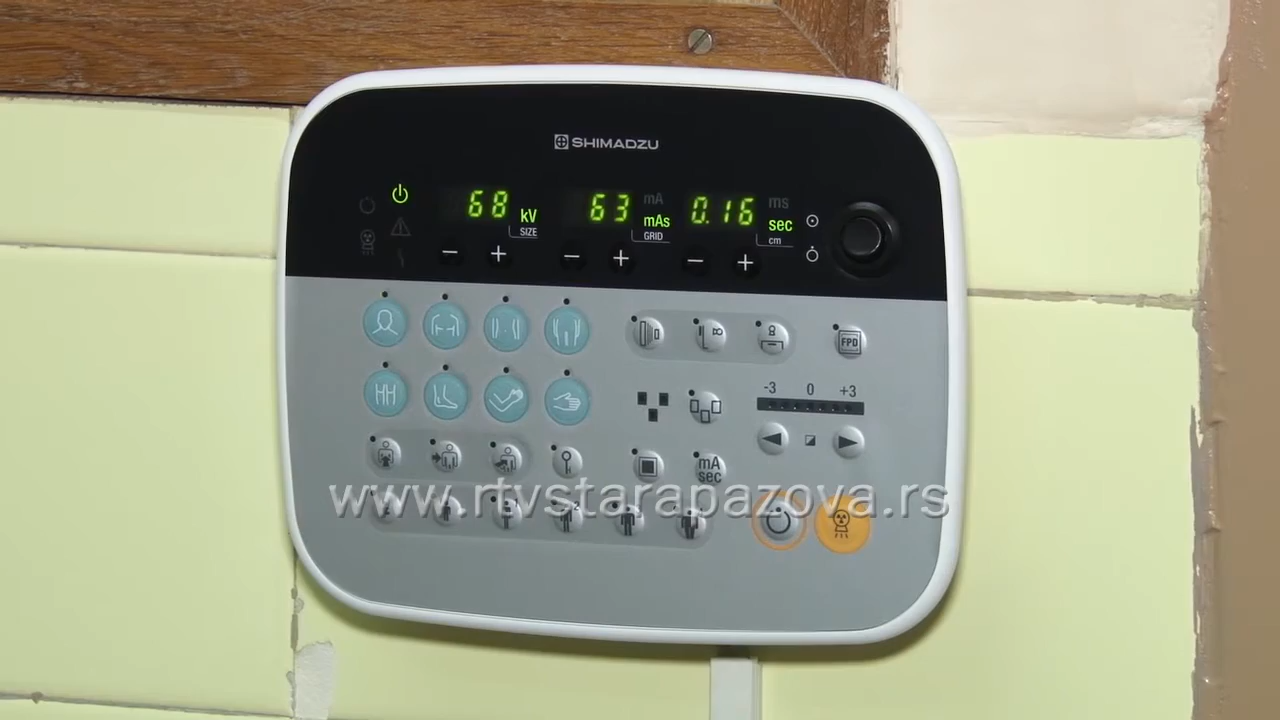 SHIMADZU
68 kV SIZE
63 mA mAs GRID
0.16 ms sec cm
- + - + - +
FPD
-3 0 +3
mA
sec
www.rtvstarapazova.rs
2